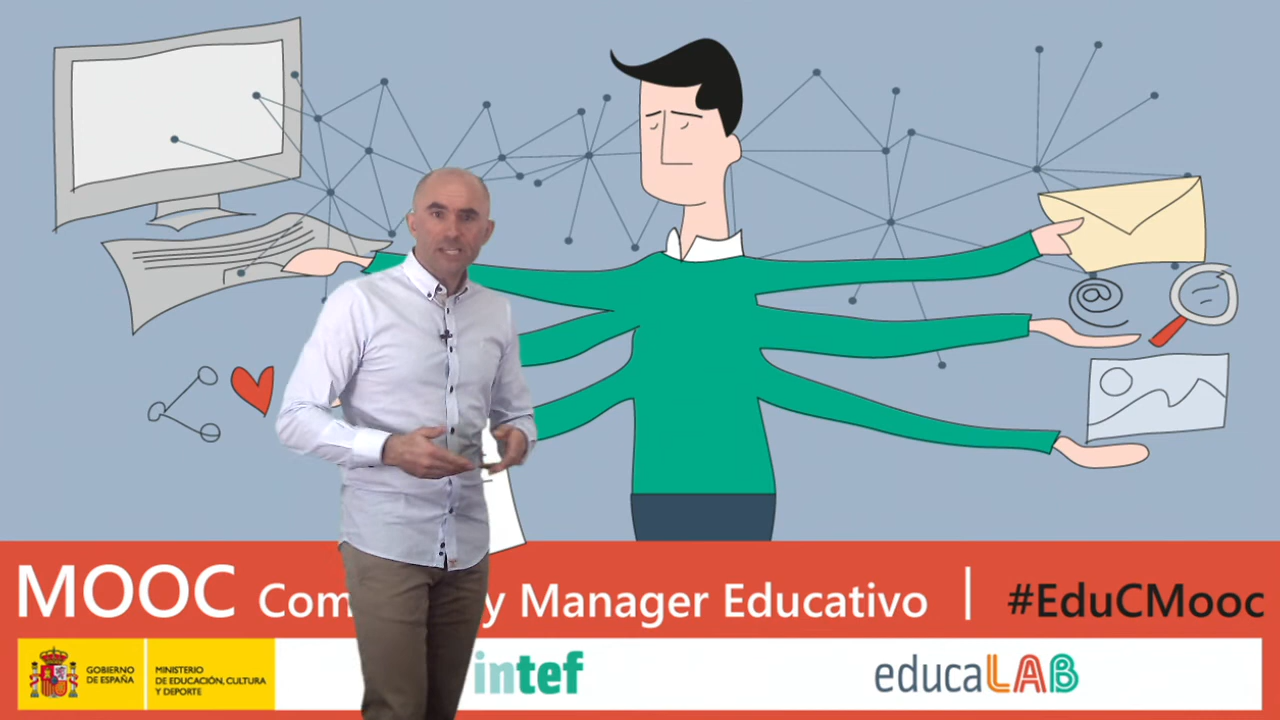 @
MOOC Com y Manager Educativo | #EduCMooc
GOBIERNO
DE ESPAÑA
MINISTERIO
DE EDUCACIÓN, CULTURA
Y DEPORTE
intef
educaLAB